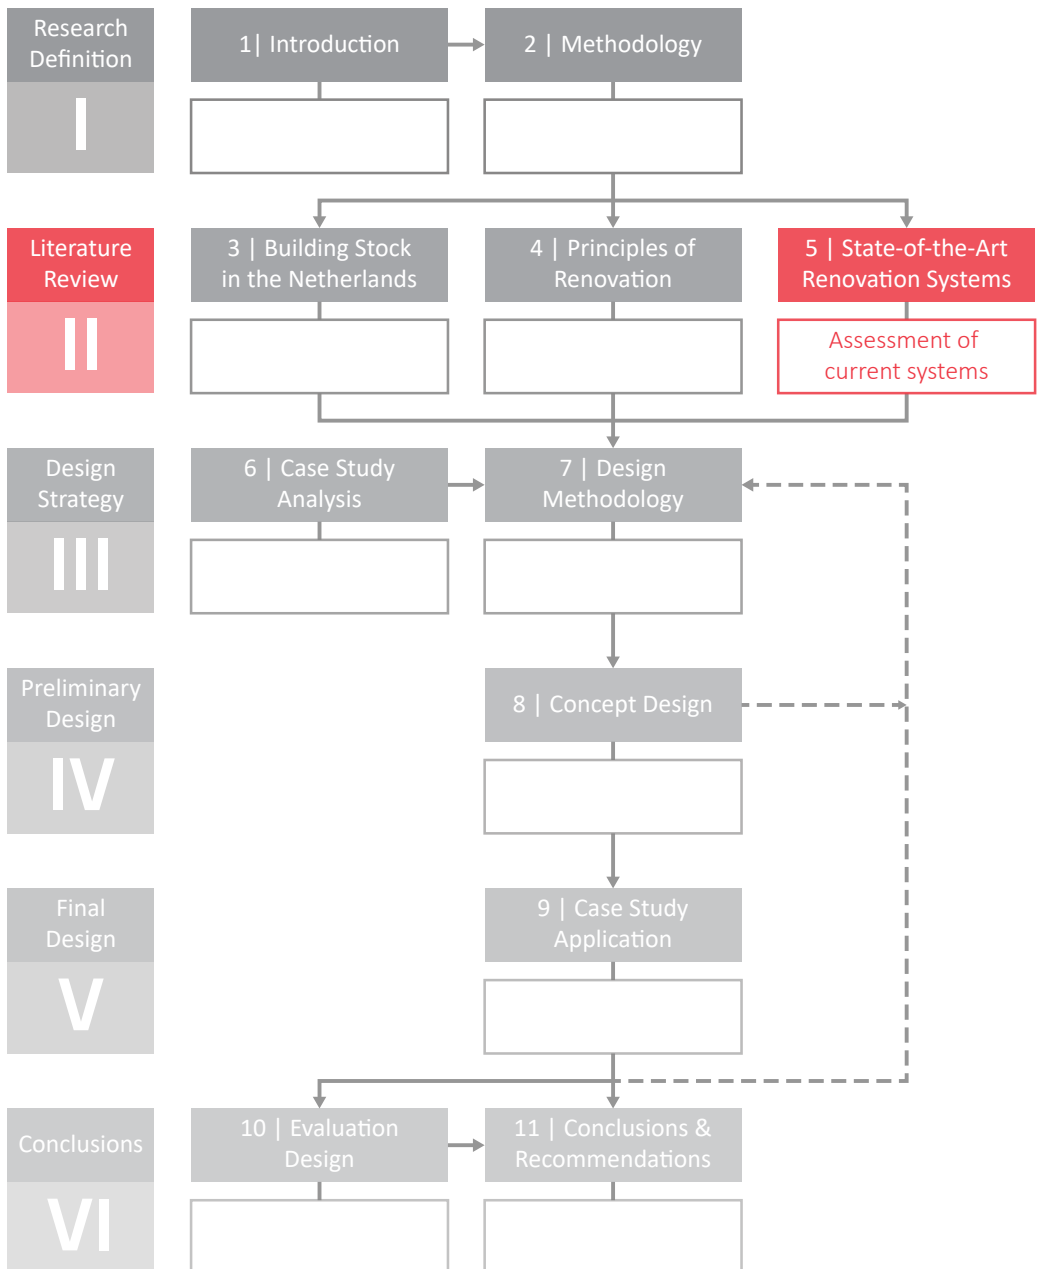 Research
Definition
I
1| Introduction
2 | Methodology
Literature
Review
II
3 | Building Stock
in the Netherlands
4 | Principles of
Renovation
5 | State-of-the-Art
Renovation Systems
Assessment of
current systems
Design
Strategy
III
6 | Case Study
Analysis
7 | Design
Methodology
Preliminary
Design
IV
8 | Concept Design
Final
Design
V
9 | Case Study
Application
Conclusions
VI
10 | Evaluation
Design
11 | Conclusions &
Recommendations